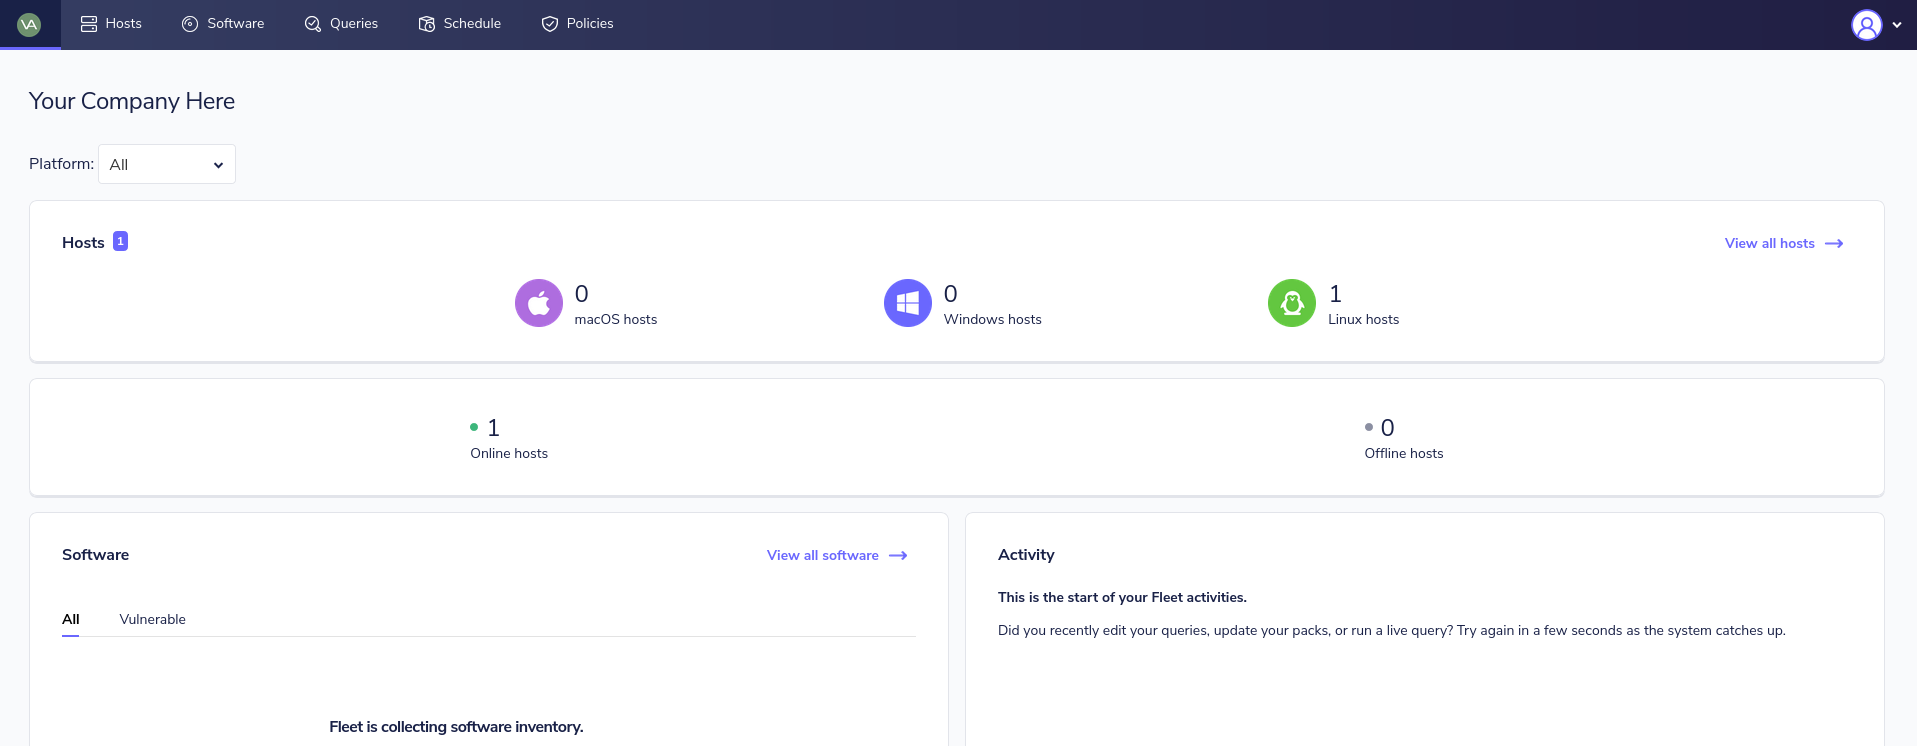 VA
Hosts
Software
Queries
Schedule
Policies
Your Company Here
Platform:
All
Hosts 1
View all hosts
0
macOS hosts
0
Windows hosts
1
Linux hosts
1
Online hosts
0
Offline hosts
Software
View all software
All
Vulnerable
Fleet is collecting software inventory.
Activity
This is the start of your Fleet activities.
Did you recently edit your queries, update your packs, or run a live query? Try again in a few seconds as the system catches up.